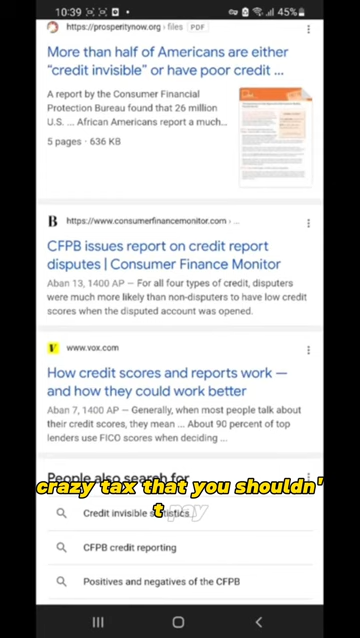 10:39
45%
https://prosperitynow.org › files PDF
More than half of Americans are either
“credit invisible” or have poor credit ...
A report by the Consumer Financial
Protection Bureau found that 26 million
U.S. ... African Americans report a much...
5 pages · 636 KB
B https://www.consumerfinancemonitor.com › ...
CFPB issues report on credit report
disputes | Consumer Finance Monitor
Aban 13, 1400 AP — For all four types of credit, disputers
were much more likely than non-disputers to have low credit
scores when the disputed account was opened.
V www.vox.com
How credit scores and reports work —
and how they could work better
Aban 7, 1400 AP — Generally, when most people talk about
their credit scores, they mean ... About 90 percent of top
lenders use FICO scores when deciding ...
People also search for
crazy tax that you shouldn'
t pay
Credit invisible statistics
CFPB credit reporting
Positives and negatives of the CFPB